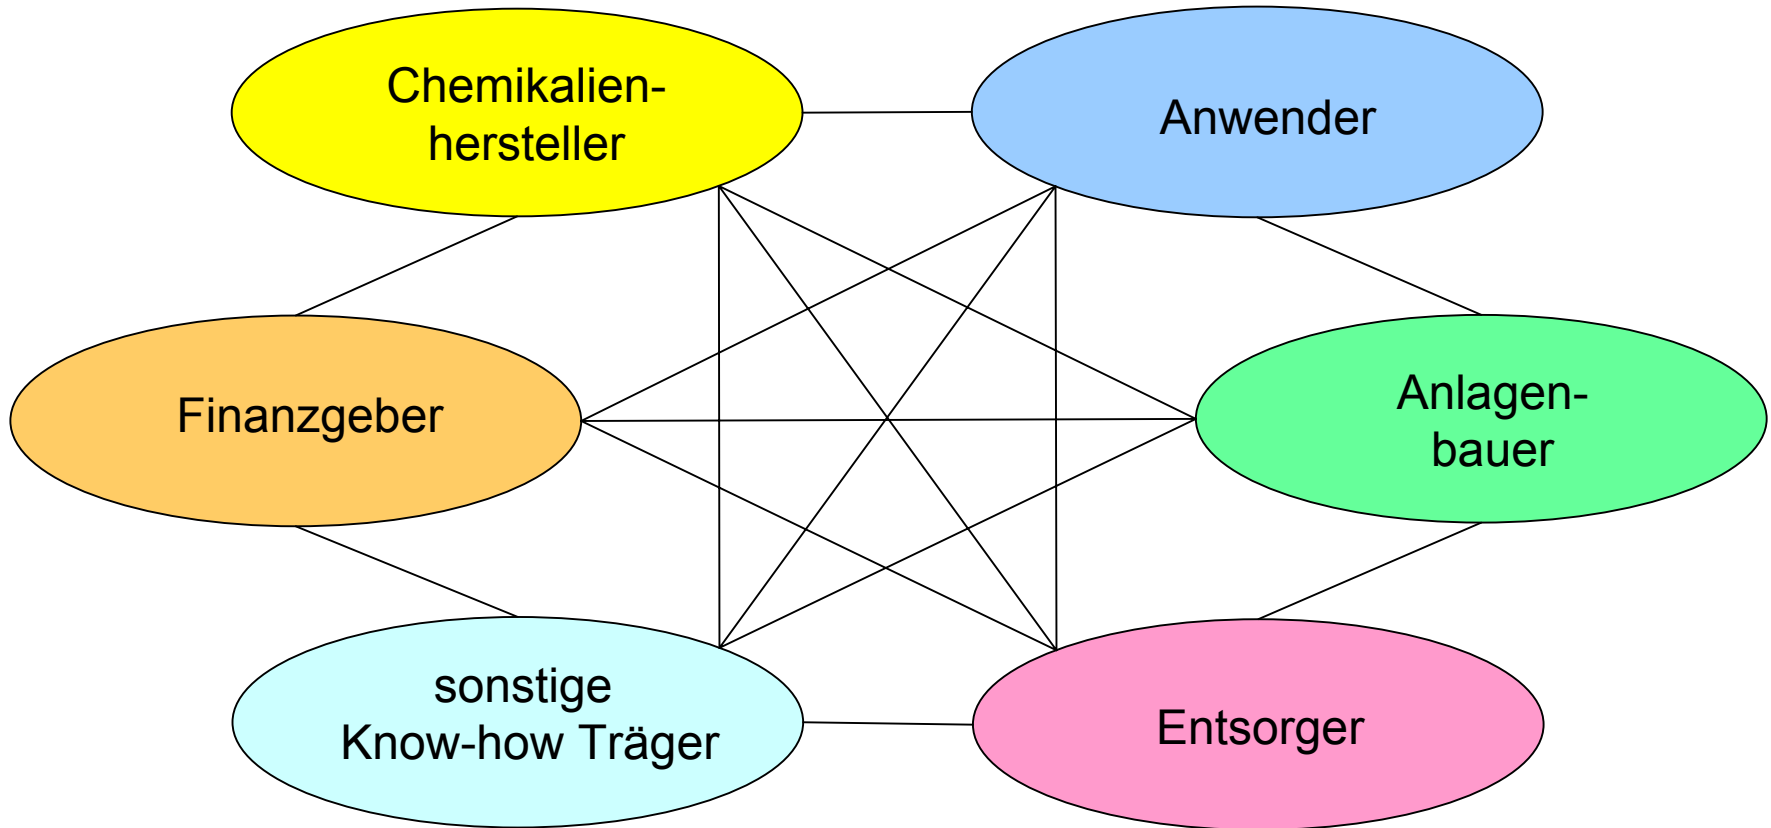 Chemikalien-
hersteller
Anwender
Finanzgeber
Anlagen-
bauer
sonstige
Know-how Träger
Entsorger